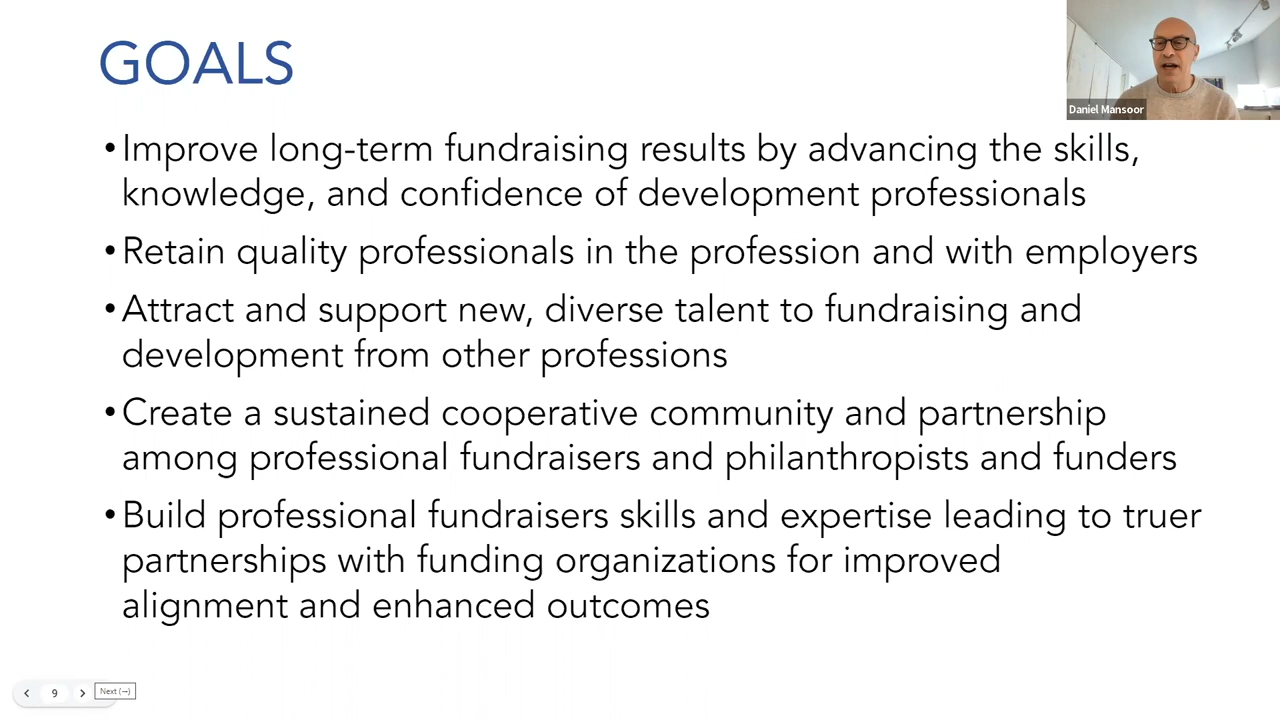 GOALS
Daniel Mansoor
•Improve long-term fundraising results by advancing the skills,
knowledge, and confidence of development professionals
•Retain quality professionals in the profession and with employers
•Attract and support new, diverse talent to fundraising and
development from other professions
•Create a sustained cooperative community and partnership
among professional fundraisers and philanthropists and funders
•Build professional fundraisers skills and expertise leading to truer
partnerships with funding organizations for improved
alignment and enhanced outcomes
9
Next (→)